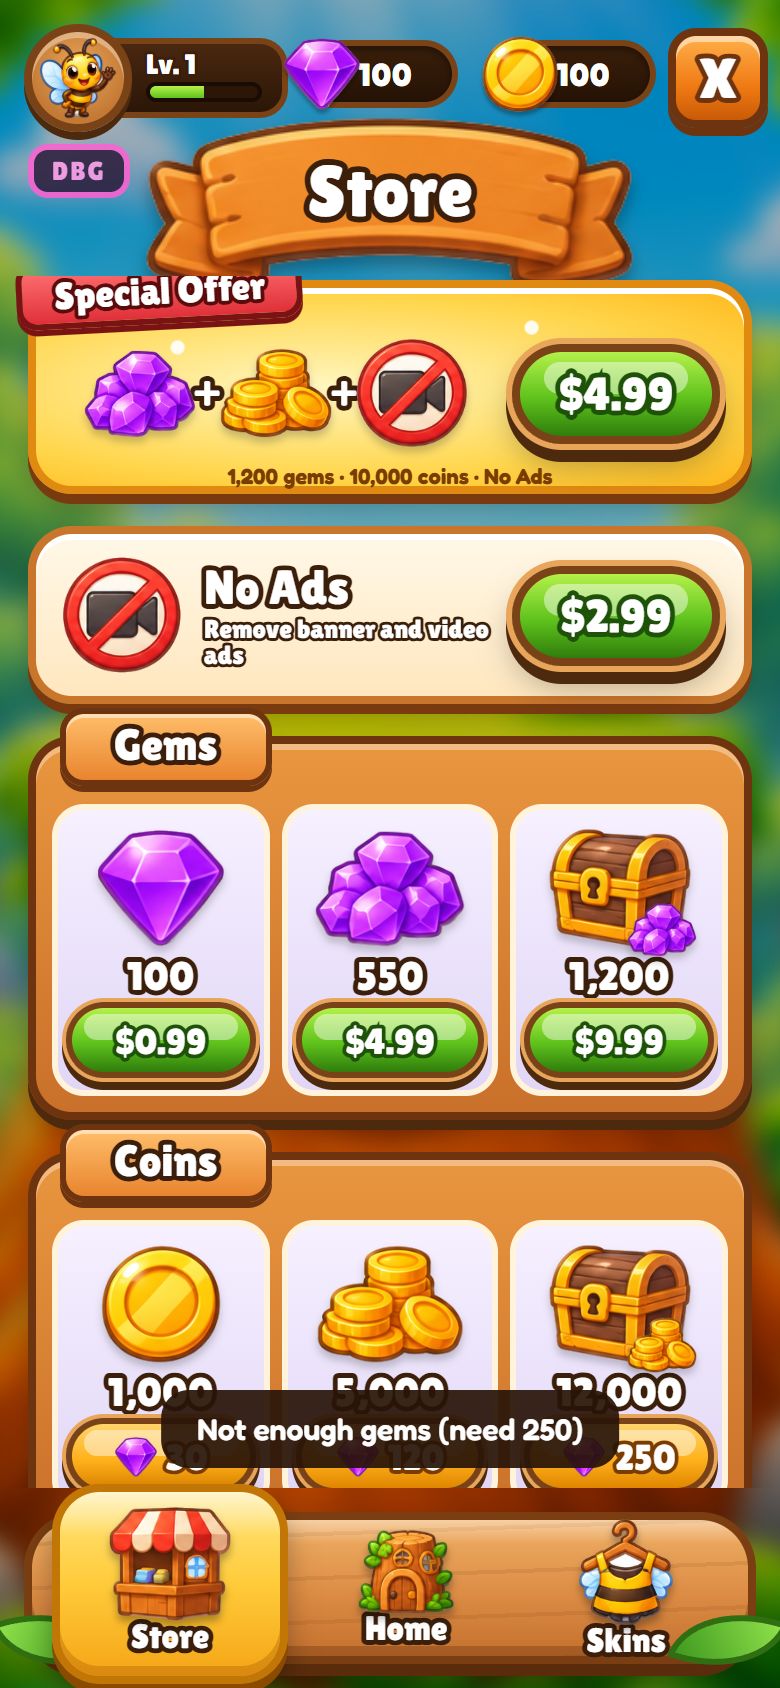 Lv. 1
100
100
X
DBG
Store
Special Offer
+
+
$4.99
1,200 gems · 10,000 coins · No Ads
No Ads
Remove banner and video
ads
$2.99
Gems
100
550
1,200
$0.99
$4.99
$9.99
Coins
1,000
5,000
12,000
Not enough gems (need 250)
30
120
250
Store
Home
Skins